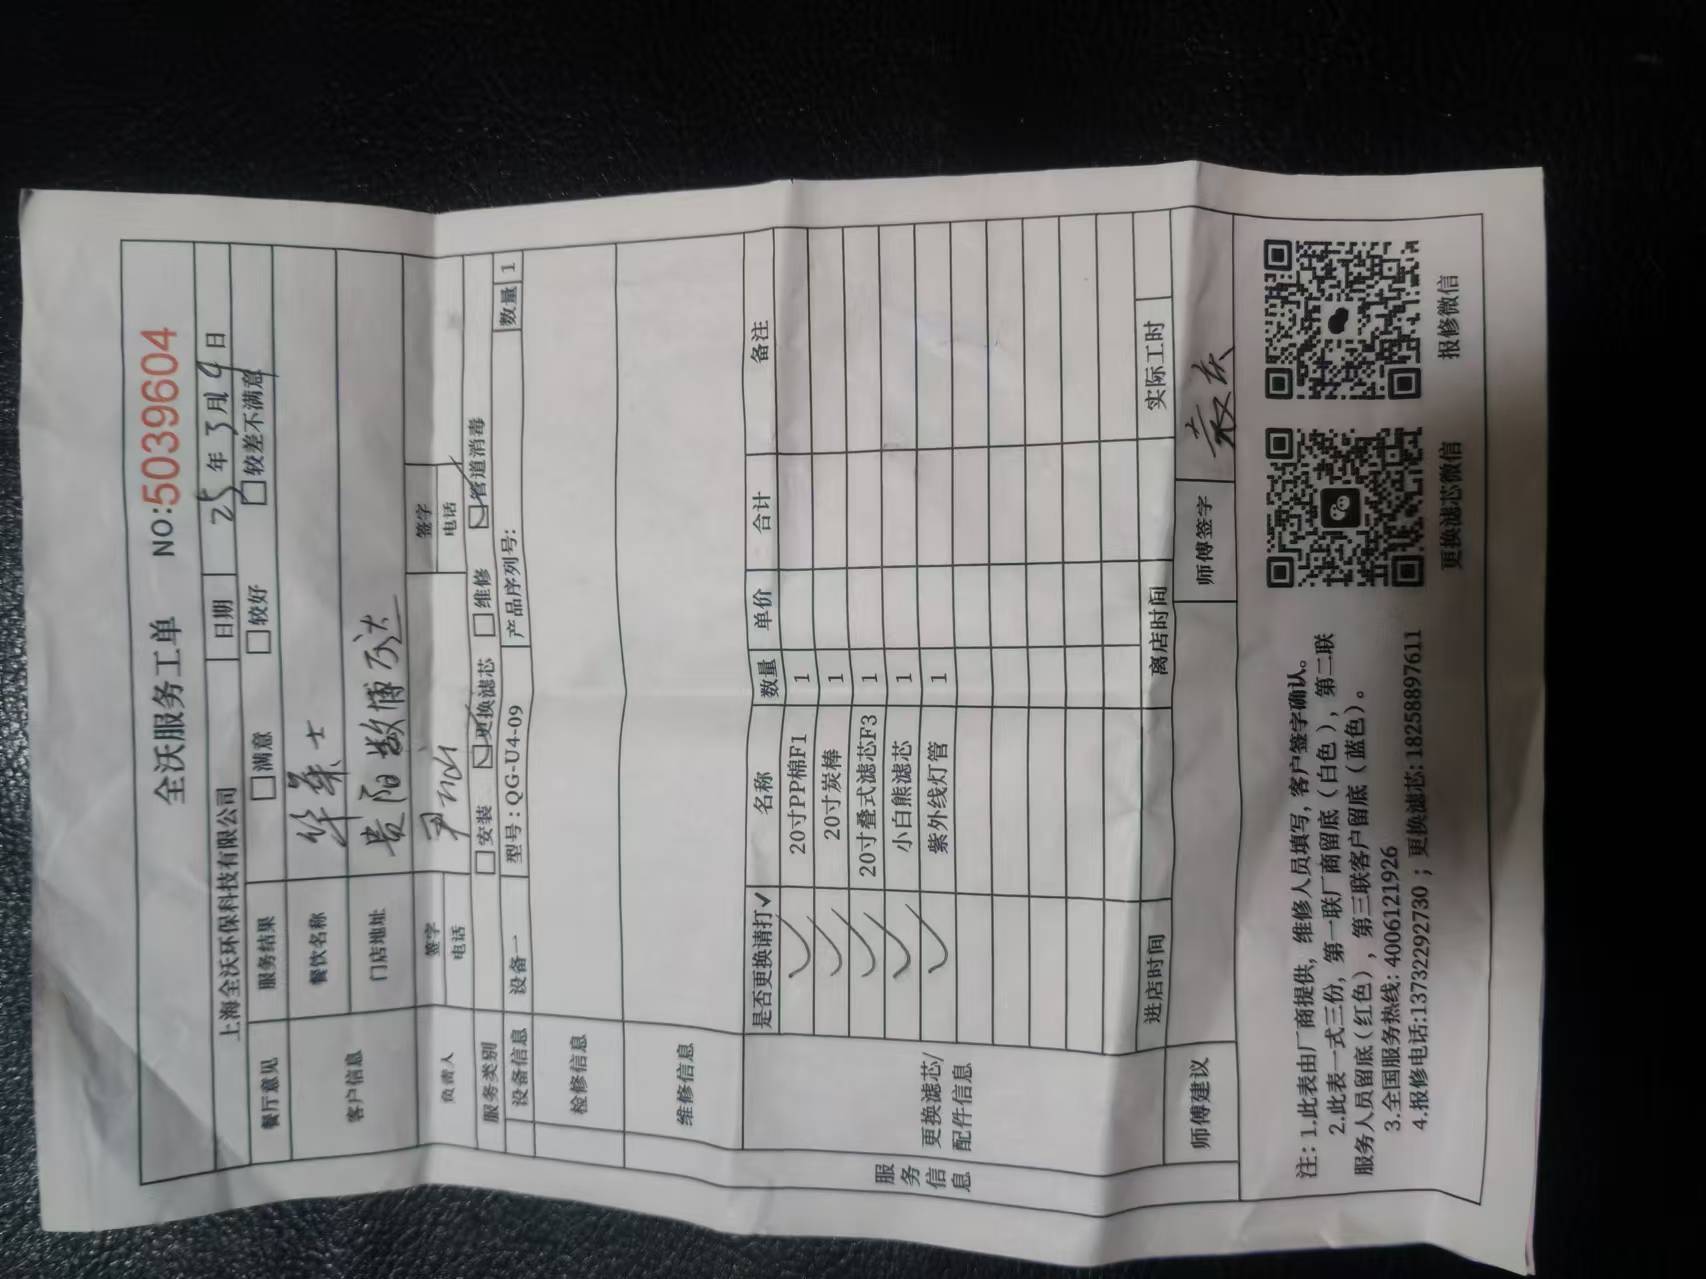 全沃服务工单 NO:5039604
上海全沃环保科技有限公司 日期 25年3月9日
餐厅意见 服务结果 □满意 □较好 □较差不满意
客户信息 餐饮名称 华莱士
门店地址 贵阳数博万达
负责人 签字 签字
电话 电话
服务类别 □安装 ☑更换滤芯 □维修 ☑管道消毒
设备信息 设备一 型号:QG-U4-09 产品序列号: 数量 1
检修信息
维修信息
服务信息
更换滤芯/配件信息
是否更换请打✓ 名称 数量 单价 合计 备注
✓ 20寸PP棉F1 1
✓ 20寸炭棒 1
✓ 20寸叠式滤芯F3 1
✓ 小白熊滤芯 1
✓ 紫外线灯管 1
进店时间 离店时间 实际工时
师傅建议 师傅签字
注:1.此表由厂商提供,维修人员填写,客户签字确认。
2.此表一式三份,第一联厂商留底(白色),第二联
服务人员留底(红色),第三联客户留底(蓝色)。
3.全国服务热线:4006121926
4.报修电话:13732292730;更换滤芯:18258897611
更换滤芯微信 报修微信